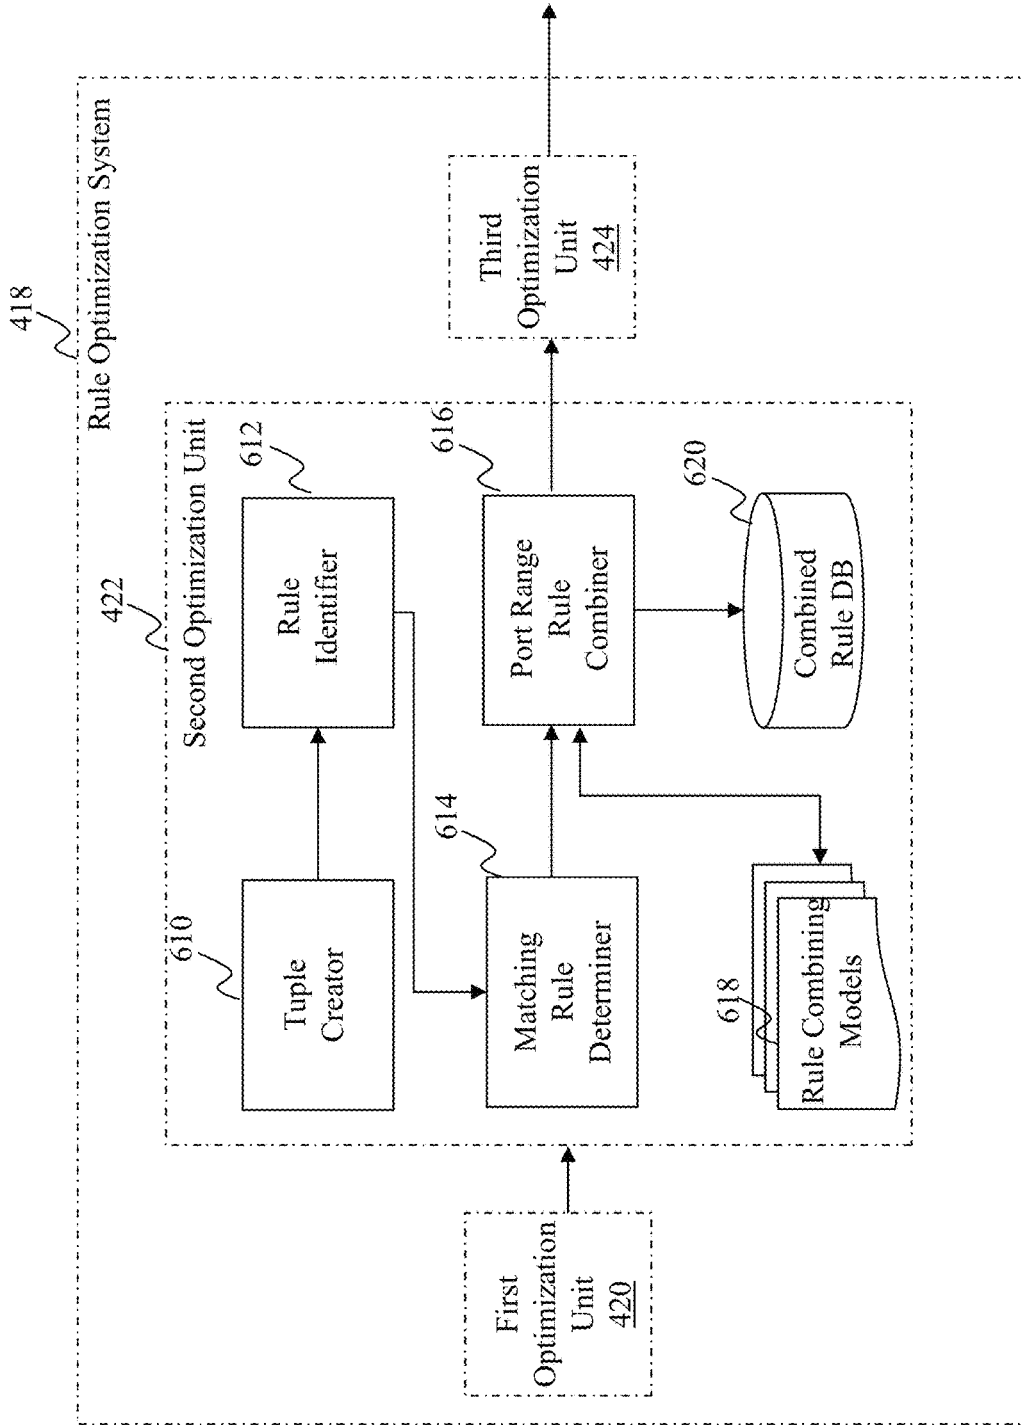 418
Rule Optimization System
422
Second Optimization Unit
610
Tuple
Creator
612
Rule
Identifier
614
Matching
Rule
Determiner
616
Port Range
Rule
Combiner
618
Rule Combining
Models
620
Combined
Rule DB
First
Optimization
Unit
420
Third
Optimization
Unit
424